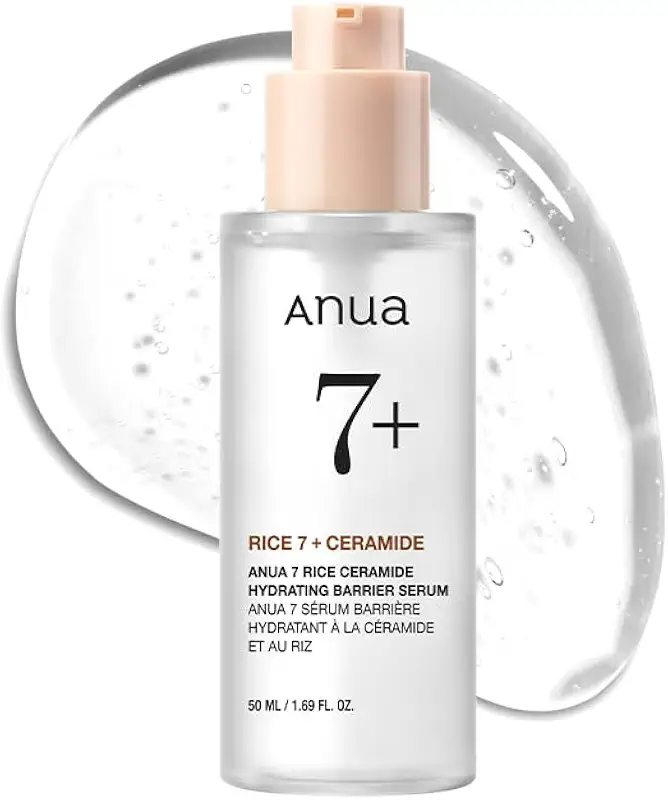 Anua
7+
RICE 7 + CERAMIDE
ANUA 7 RICE CERAMIDE
HYDRATING BARRIER SERUM
ANUA 7 SÉRUM BARRIÈRE
HYDRATANT À LA CÉRAMIDE
ET AU RIZ
50 ML / 1.69 FL. OZ.